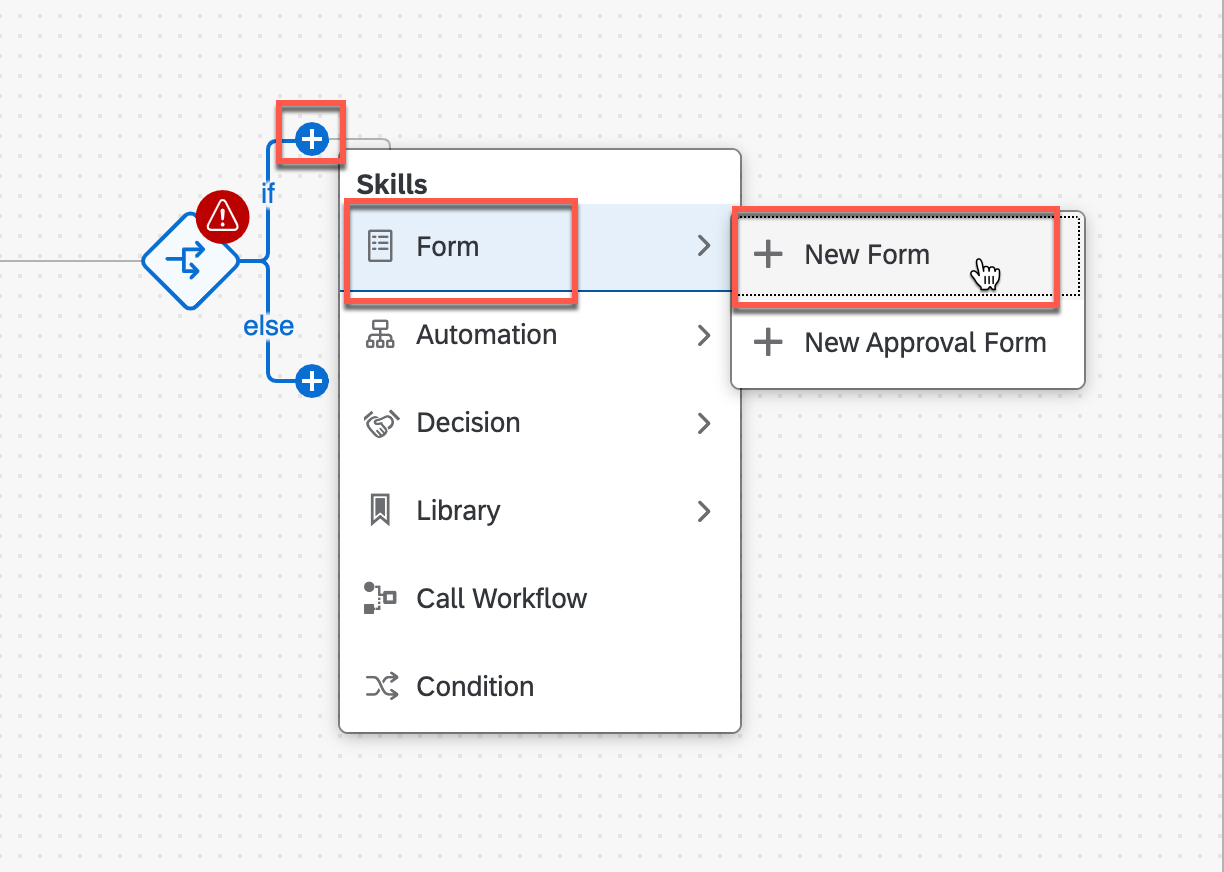 if
else
Skills
Form
Automation
Decision
Library
Call Workflow
Condition
New Form
New Approval Form